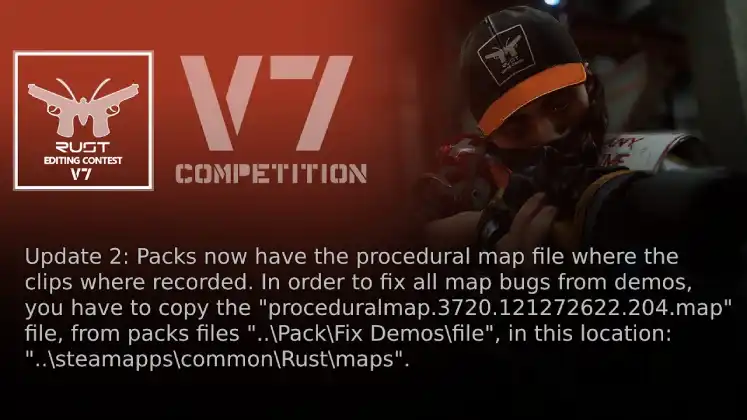 V7
COMPETITION
RUST
EDITING CONTEST
V7
Update 2: Packs now have the procedural map file where the
clips where recorded. In order to fix all map bugs from demos,
you have to copy the "proceduralmap.3720.121272622.204.map"
file, from packs files "..\Pack\Fix Demos\file", in this location:
"..\steamapps\common\Rust\maps".